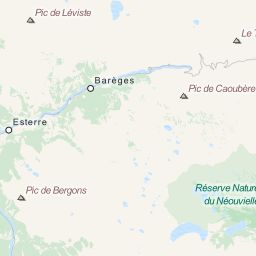 Pic de Léviste
Le
Barèges
Pic de Caoubère
Esterre
Pic de Bergons
Réserve Nature
du Néouvielle